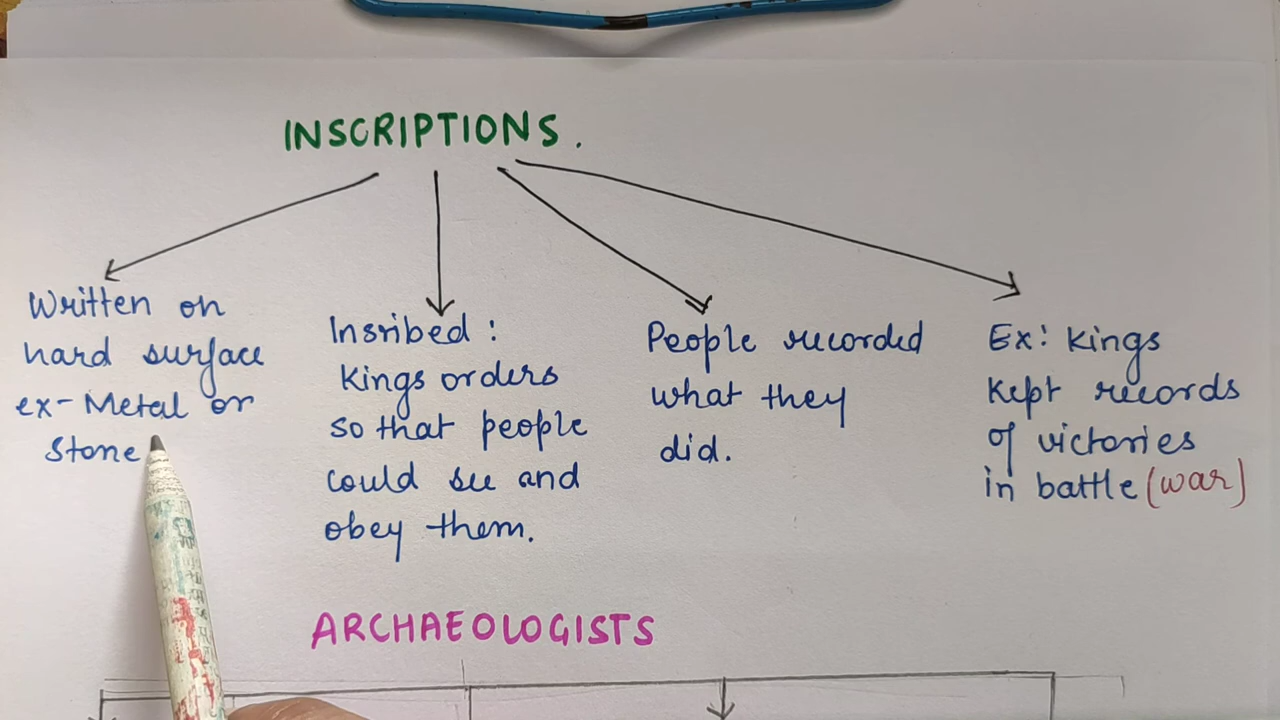 INSCRIPTIONS.
Written on
hard surface
ex-Metal or
Stone
Insribed :
Kings orders
so that people
could see and
obey them.
People recorded
what they
did.
Ex: Kings
Kept records
of victories
in battle (war)
ARCHAEOLOGISTS